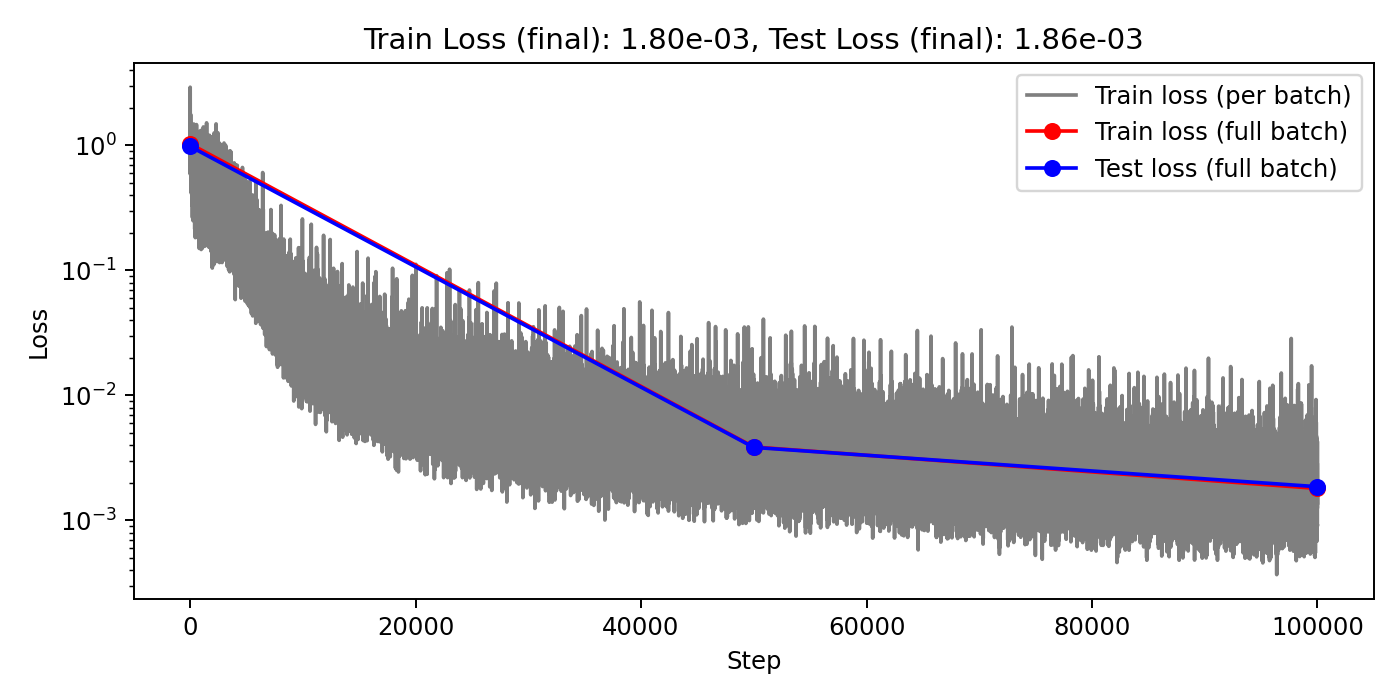 Train Loss (final): 1.80e-03, Test Loss (final): 1.86e-03
Train loss (per batch)
Train loss (full batch)
Test loss (full batch)
Loss
10⁰
10⁻¹
10⁻²
10⁻³
0 20000 40000 60000 80000 100000
Step